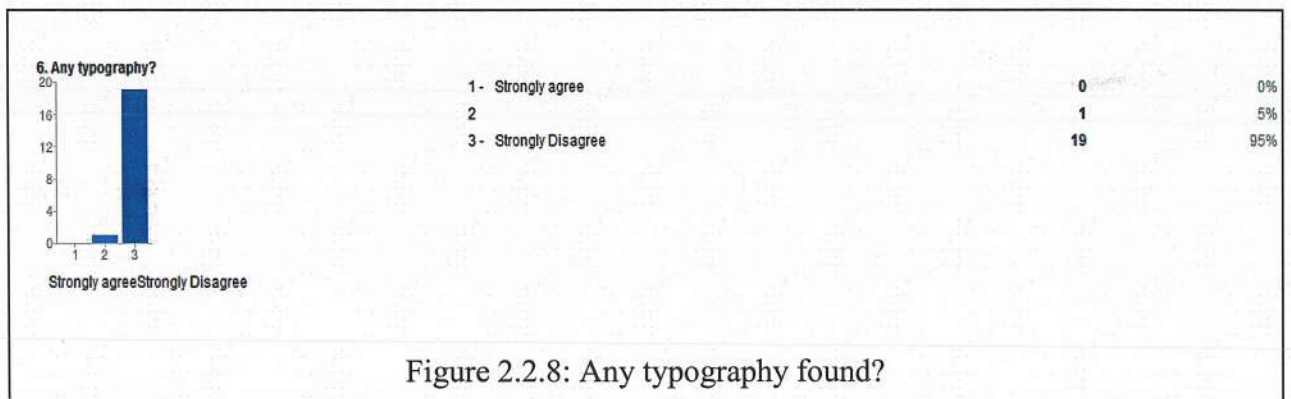 6. Any typography?
20
16
12
8
4
0
1 2 3
Strongly agreeStrongly Disagree
1 - Strongly agree 0 0%
2 1 5%
3 - Strongly Disagree 19 95%
Figure 2.2.8: Any typography found?